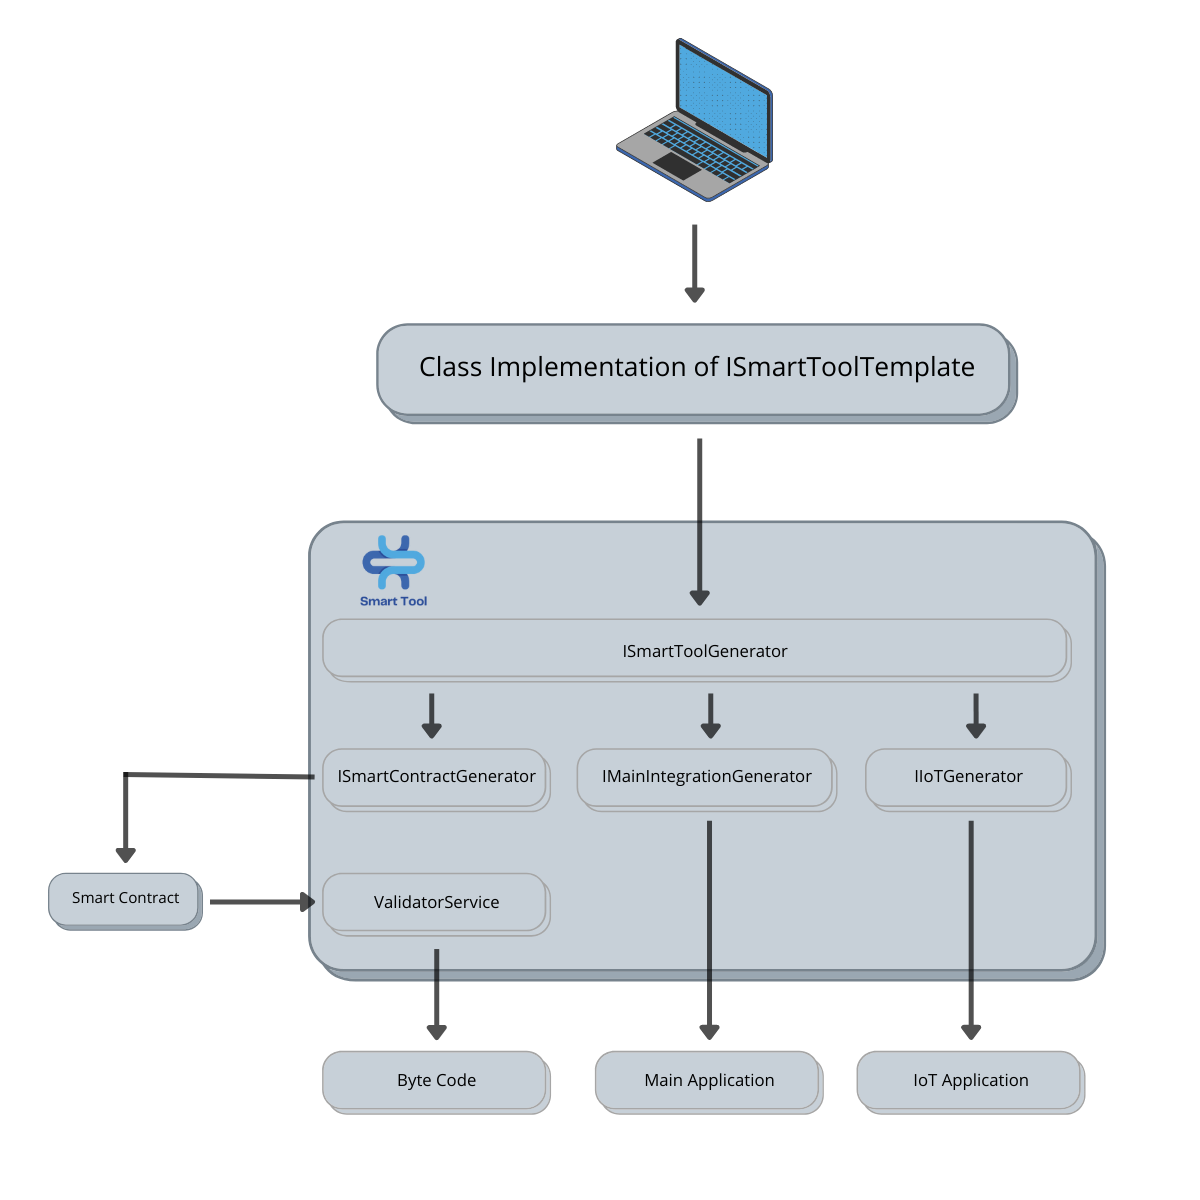 Class Implementation of ISmartToolTemplate
Smart Tool
ISmartToolGenerator
ISmartContractGenerator
IMainIntegrationGenerator
IIoTGenerator
Smart Contract
ValidatorService
Byte Code
Main Application
IoT Application